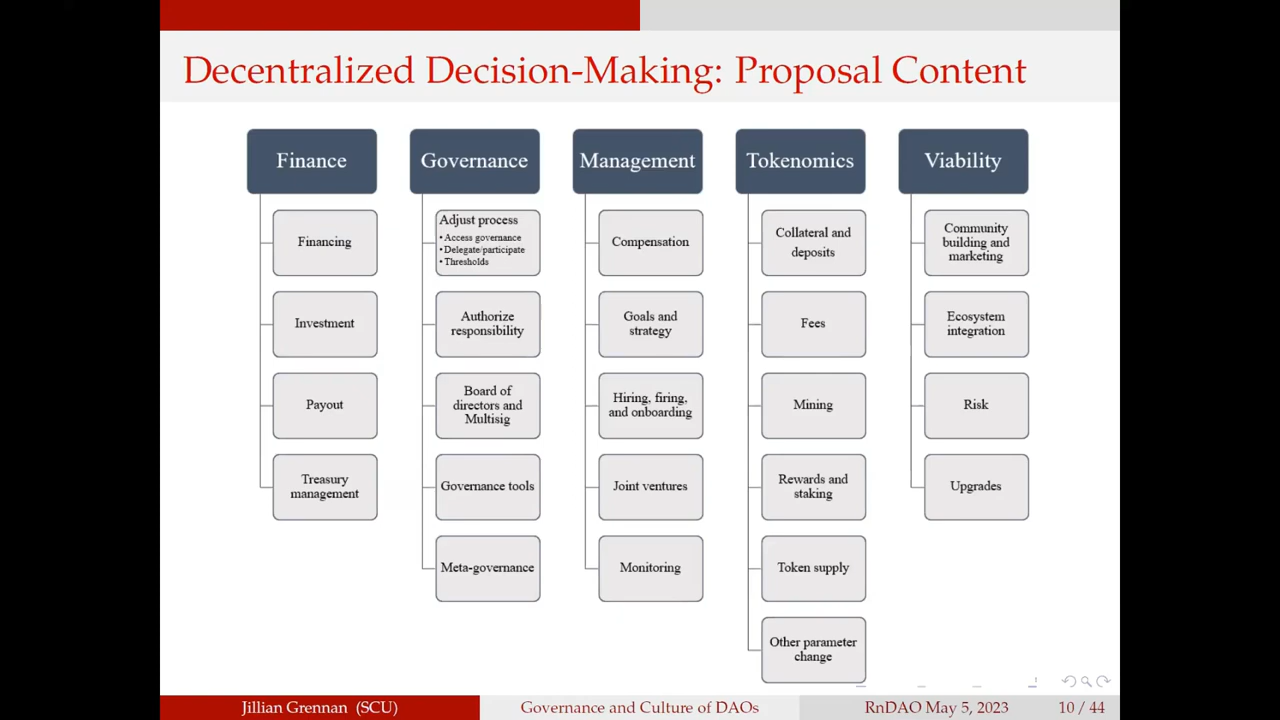 Decentralized Decision-Making: Proposal Content
Finance
Financing
Investment
Payout
Treasury
management
Governance
Adjust process
• Access governance
• Delegate/participate
• Thresholds
Authorize
responsibility
Board of
directors and
Multisig
Governance tools
Meta-governance
Management
Compensation
Goals and
strategy
Hiring, firing,
and onboarding
Joint ventures
Monitoring
Tokenomics
Collateral and
deposits
Fees
Mining
Rewards and
staking
Token supply
Other parameter
change
Viability
Community
building and
marketing
Ecosystem
integration
Risk
Upgrades
Jillian Grennan (SCU)
Governance and Culture of DAOs
RnDAO May 5, 2023
10 / 44